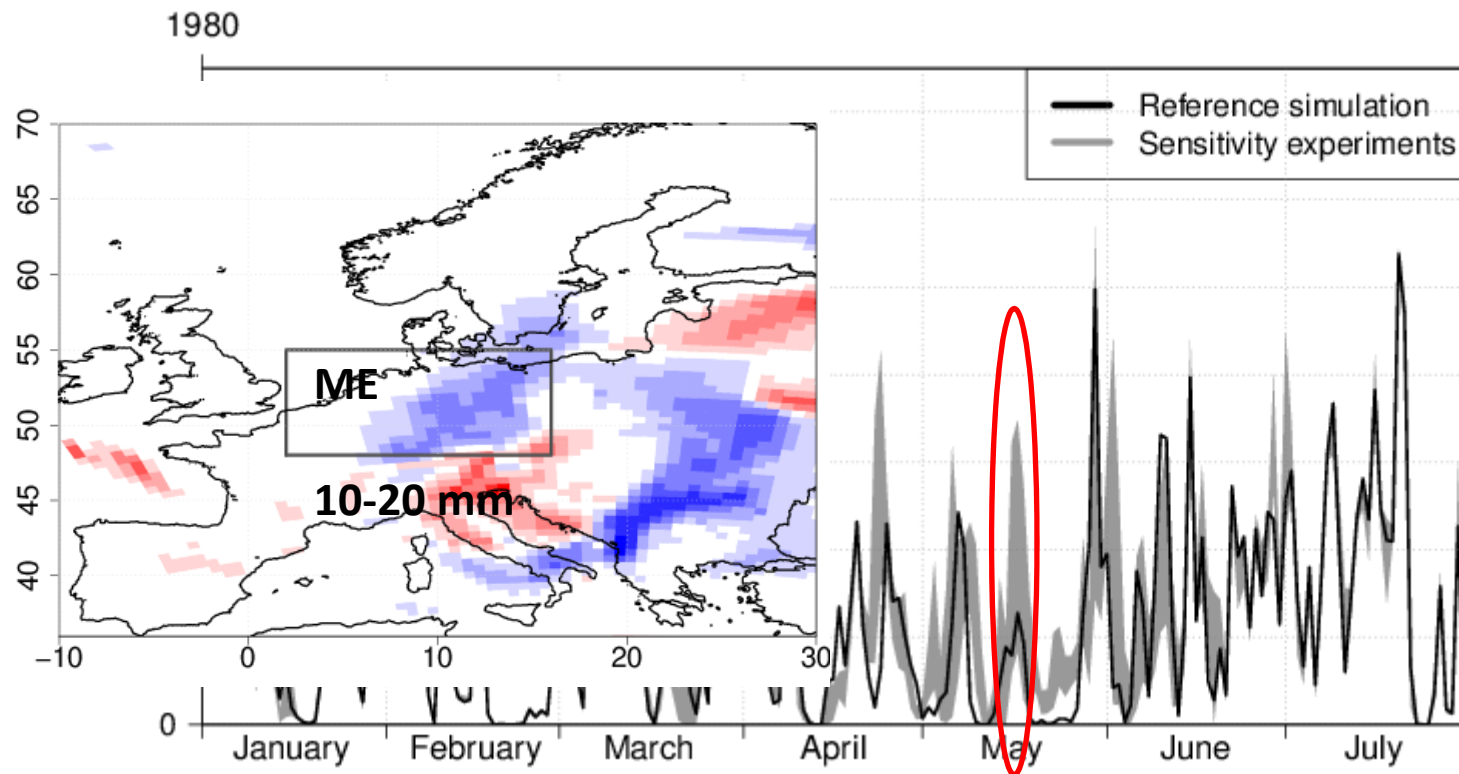 1980
Reference simulation
Sensitivity experiments
70
65
60
55
50
45
40
ME
10-20 mm
−10
0
10
20
30
0
January
February
March
April
May
June
July